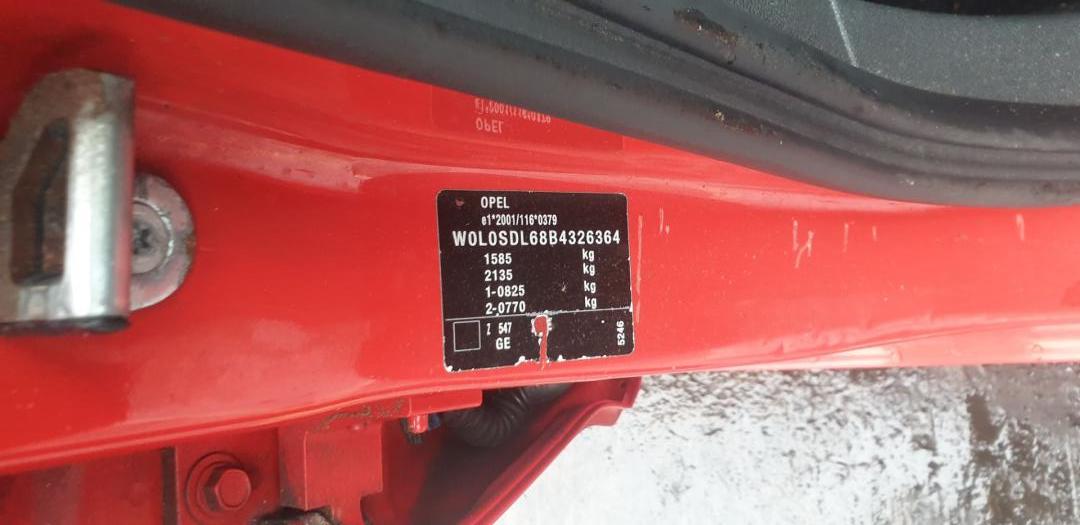 OPEL
e1*2001/116*0379
W0L0SDL68B4326364
1585 kg
2135 kg
1-0825 kg
2-0770 kg
Z 547
GE
5246